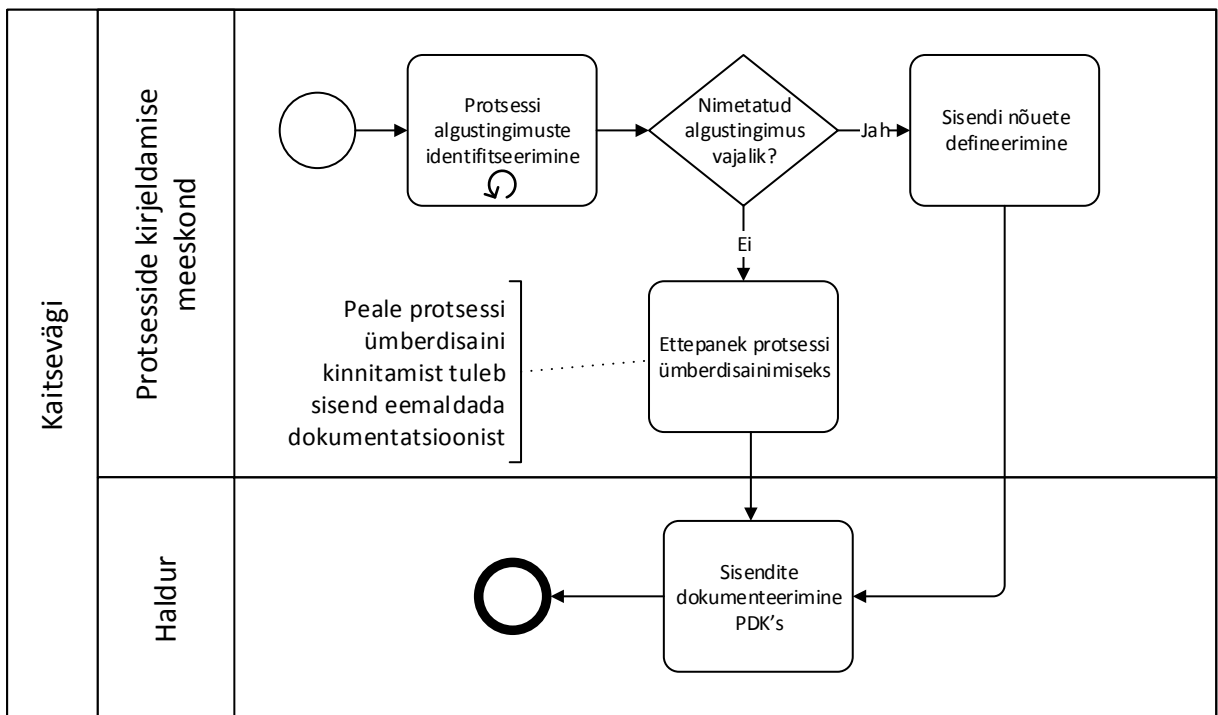 Kaitsevägi
Protsesside kirjeldamise
meeskond
Protsessi
algustingimuste
identifitseerimine
Nimetatud
algustingimus
vajalik?
Jah
Sisendi nõuete
defineerimine
Ei
Peale protsessi
ümberdisaini
kinnitamist tuleb
sisend eemaldada
dokumentatsioonist
Ettepanek protsessi
ümberdisainimiseks
Haldur
Sisendite
dokumenteerimine
PDK's